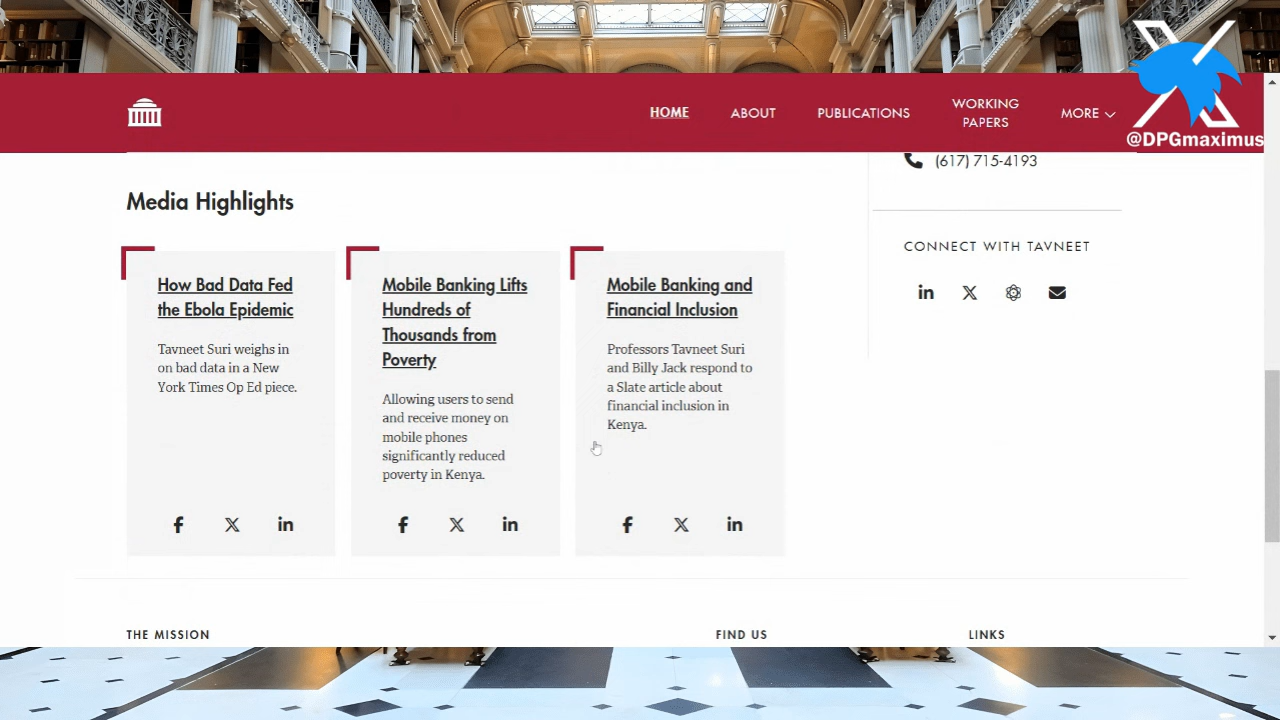 HOME
ABOUT
PUBLICATIONS
WORKING
PAPERS
MORE
@DPGmaximus
(617) 715-4193
Media Highlights
CONNECT WITH TAVNEET
How Bad Data Fed
the Ebola Epidemic
Tavneet Suri weighs in
on bad data in a New
York Times Op Ed piece.
Mobile Banking Lifts
Hundreds of
Thousands from
Poverty
Allowing users to send
and receive money on
mobile phones
significantly reduced
poverty in Kenya.
Mobile Banking and
Financial Inclusion
Professors Tavneet Suri
and Billy Jack respond to
a Slate article about
financial inclusion in
Kenya.
THE MISSION
FIND US
LINKS